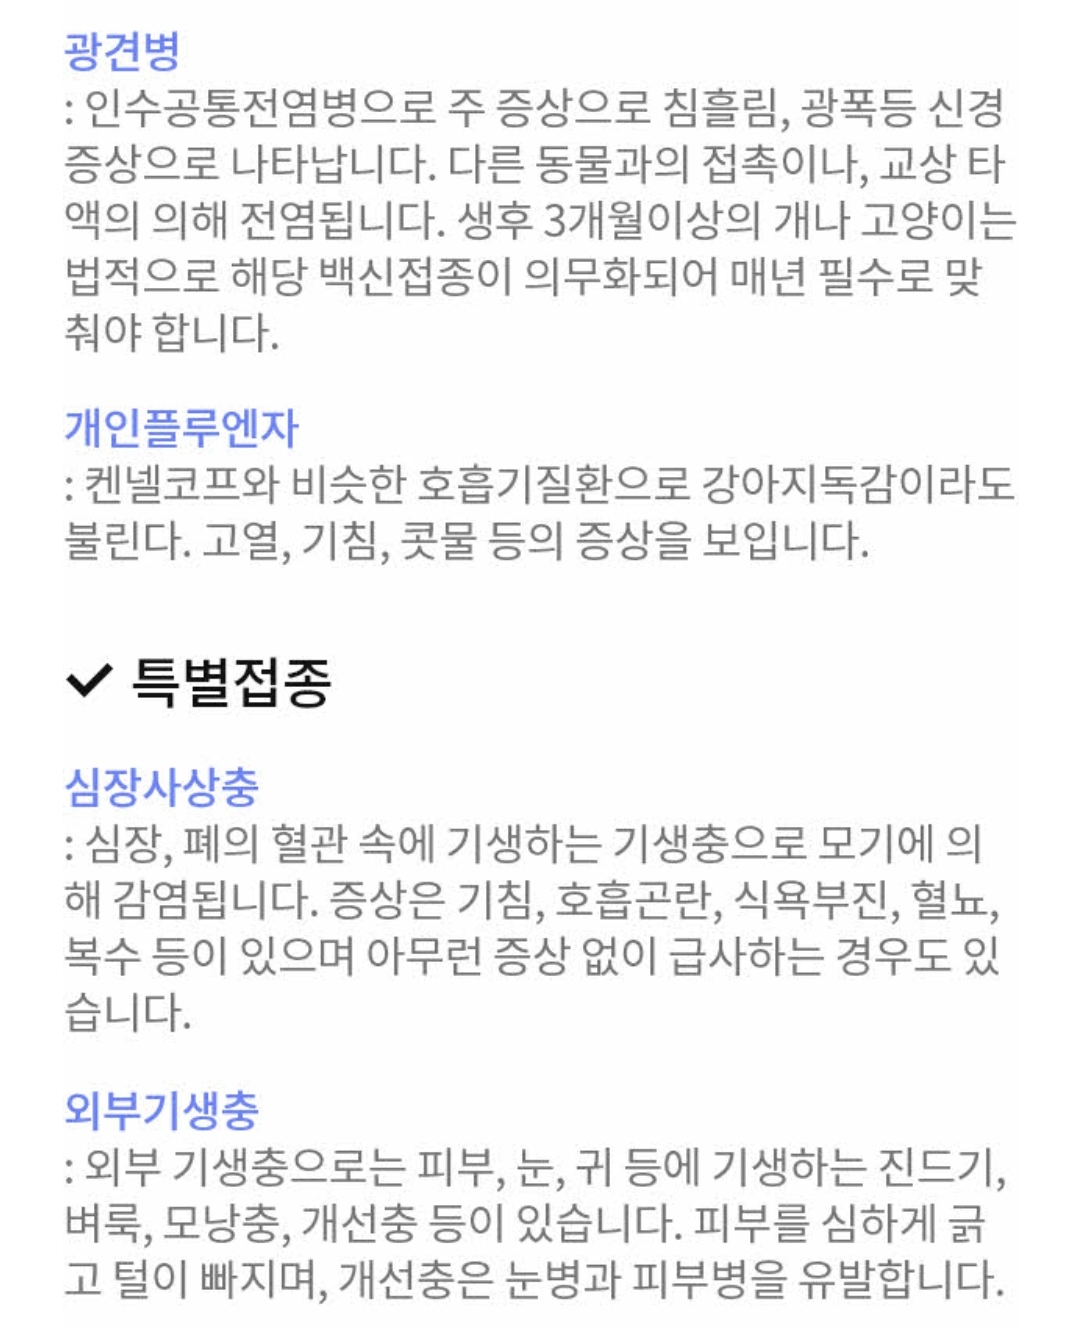 광견병
: 인수공통전염병으로 주 증상으로 침흘림, 광폭등 신경
증상으로 나타납니다. 다른 동물과의 접촉이나, 교상 타
액의 의해 전염됩니다. 생후 3개월이상의 개나 고양이는
법적으로 해당 백신접종이 의무화되어 매년 필수로 맞
춰야 합니다.
개인플루엔자
: 켄넬코프와 비슷한 호흡기질환으로 강아지독감이라도
불린다. 고열, 기침, 콧물 등의 증상을 보입니다.
✔ 특별접종
심장사상충
: 심장, 폐의 혈관 속에 기생하는 기생충으로 모기에 의
해 감염됩니다. 증상은 기침, 호흡곤란, 식욕부진, 혈뇨,
복수 등이 있으며 아무런 증상 없이 급사하는 경우도 있
습니다.
외부기생충
: 외부 기생충으로는 피부, 눈, 귀 등에 기생하는 진드기,
벼룩, 모낭충, 개선충 등이 있습니다. 피부를 심하게 긁
고 털이 빠지며, 개선충은 눈병과 피부병을 유발합니다.